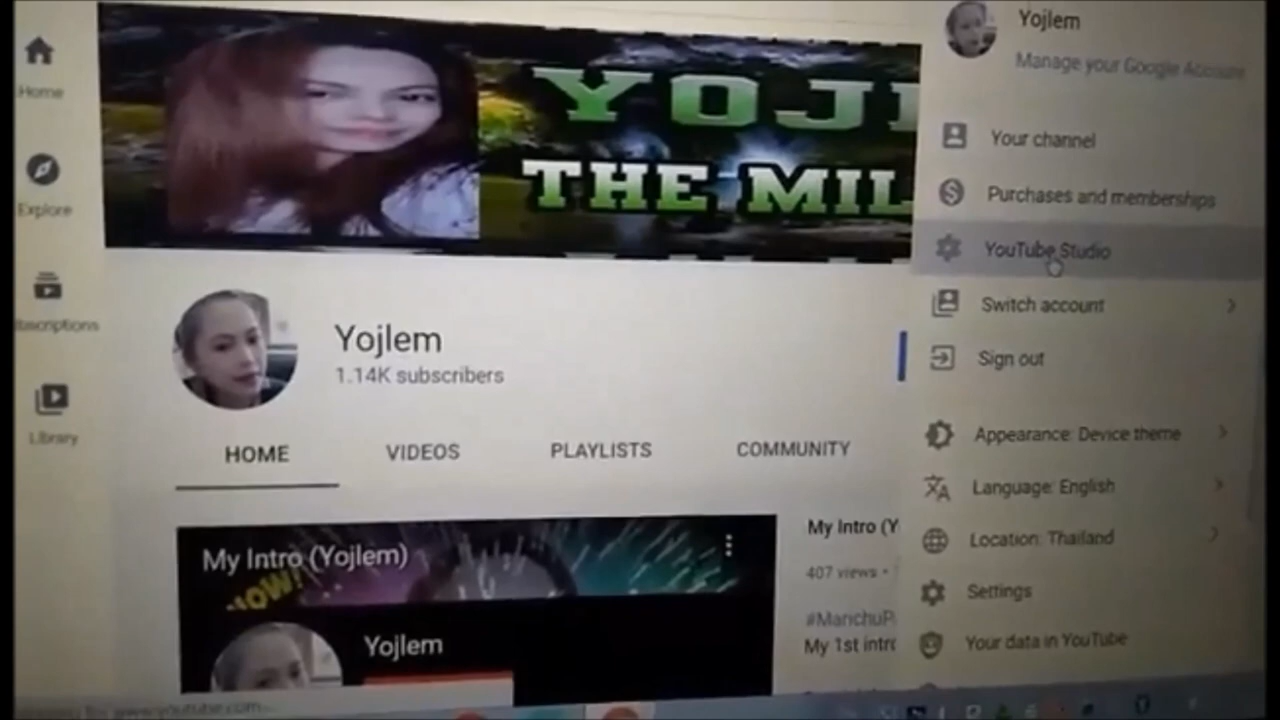 Home
Explore
Library
YOJ
THE MIL
Yojlem
1.14K subscribers
HOME
VIDEOS
PLAYLISTS
COMMUNITY
My Intro (Yojlem)
Yojlem
My Intro (Y
407 views •
My 1st intro
Yojlem
Manage your Google Account
Your channel
Purchases and memberships
YouTube Studio
Switch account
Sign out
Appearance: Device theme
Language: English
Location: Thailand
Settings
Your data in YouTube